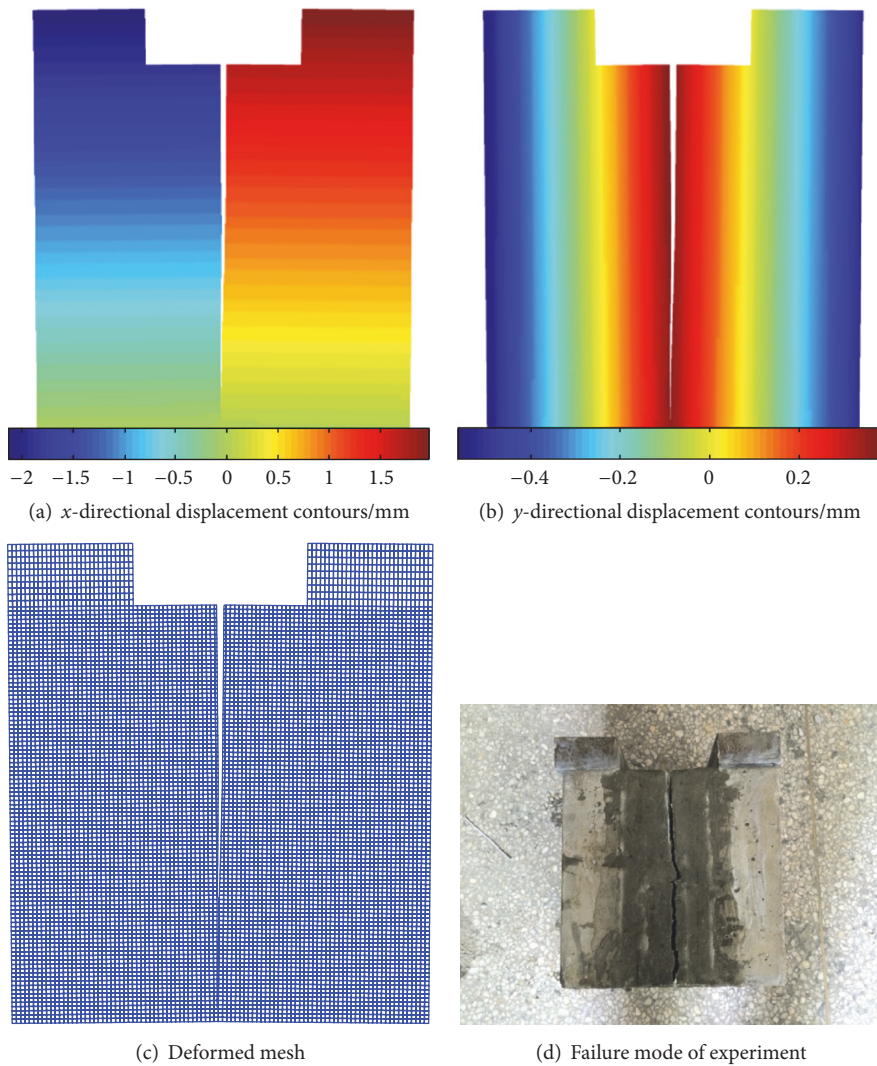 −2 −1.5 −1 −0.5 0 0.5 1 1.5
−0.4 −0.2 0 0.2
(a) x-directional displacement contours/mm
(b) y-directional displacement contours/mm
(c) Deformed mesh
(d) Failure mode of experiment